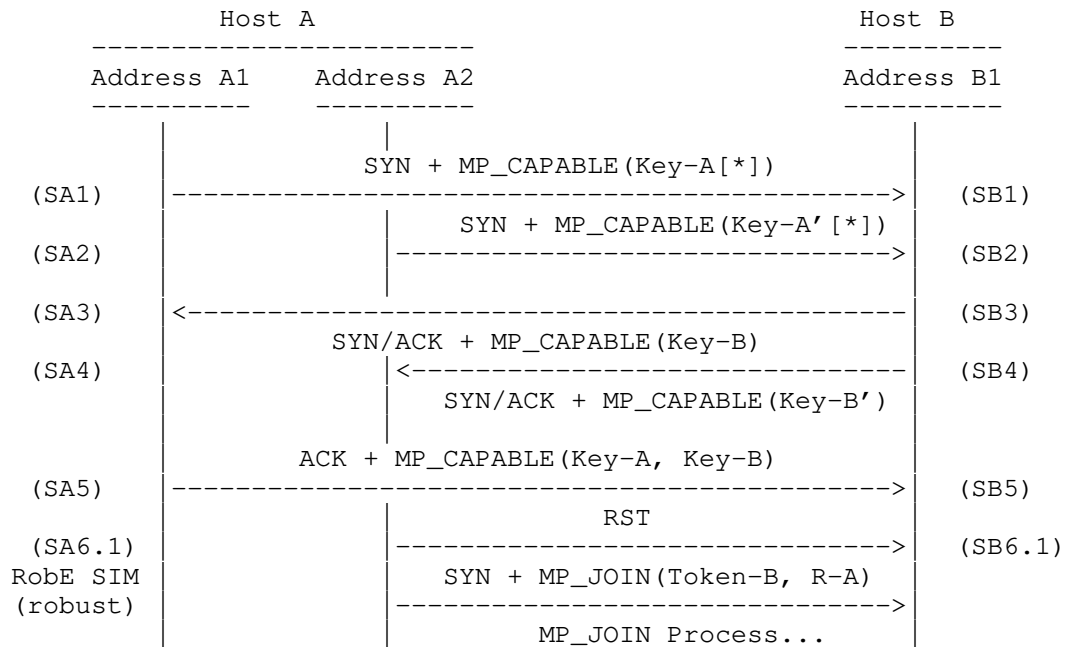 Host A Host B
------------------------ ----------
Address A1 Address A2 Address B1
---------- ---------- ----------
| | |
| SYN + MP_CAPABLE(Key-A[*]) |
(SA1) |--------------------------------------------->| (SB1)
| | SYN + MP_CAPABLE(Key-A'[*]) |
(SA2) | |------------------------------->| (SB2)
| | |
(SA3) |<---------------------------------------------| (SB3)
| SYN/ACK + MP_CAPABLE(Key-B) |
(SA4) | |<-------------------------------| (SB4)
| | SYN/ACK + MP_CAPABLE(Key-B') |
| | |
| ACK + MP_CAPABLE(Key-A, Key-B) |
(SA5) |--------------------------------------------->| (SB5)
| | RST |
(SA6.1) | |------------------------------->| (SB6.1)
RobE SIM | | SYN + MP_JOIN(Token-B, R-A) |
(robust) | |------------------------------->|
| | MP_JOIN Process... |